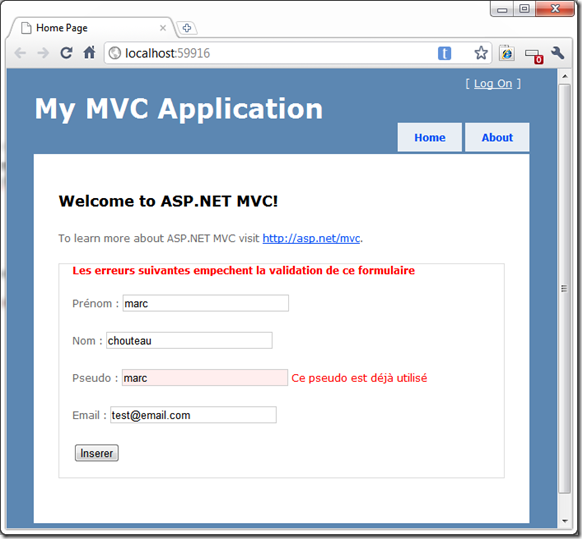 Home Page
localhost:59916
t
0
[ Log On ]
My MVC Application
Home
About
Welcome to ASP.NET MVC!
To learn more about ASP.NET MVC visit http://asp.net/mvc.
Les erreurs suivantes empechent la validation de ce formulaire
Prénom : marc
Nom : chouteau
Pseudo : marc Ce pseudo est déjà utilisé
Email : test@email.com
Inserer